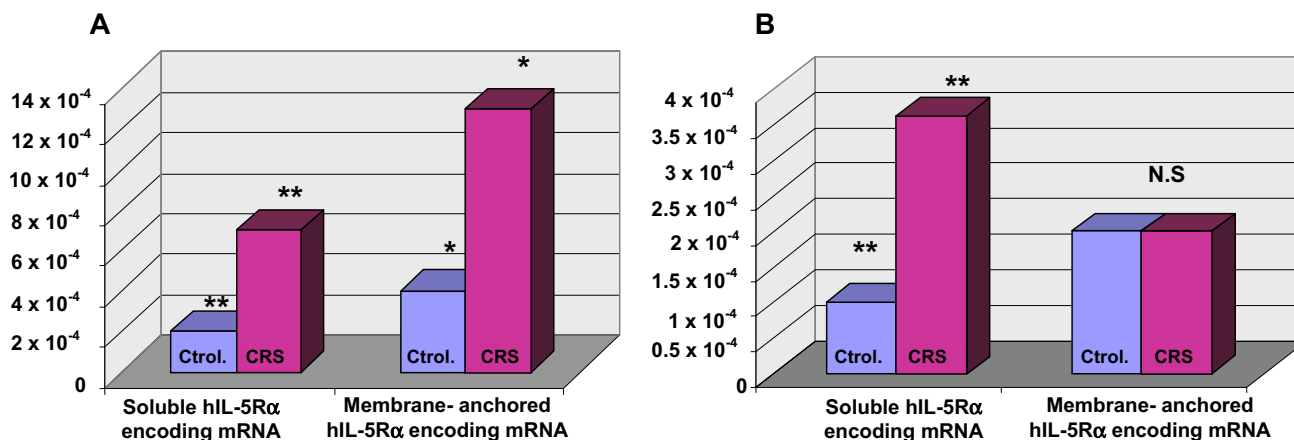 A
14 x 10-4
12 x 10-4
10 x 10-4
8 x 10-4
6 x 10-4
4 x 10-4
2 x 10-4
0
**
**
*
*
Ctrol.
CRS
Ctrol.
CRS
Soluble hIL-5Rα
encoding mRNA
Membrane- anchored
hIL-5Rα encoding mRNA
B
4 x 10-4
3.5 x 10-4
3 x 10-4
2.5 x 10-4
2 x 10-4
1.5 x 10-4
1 x 10-4
0.5 x 10-4
0
**
**
N.S
Ctrol.
CRS
Ctrol.
CRS
Soluble hIL-5Rα
encoding mRNA
Membrane- anchored
hIL-5Rα encoding mRNA